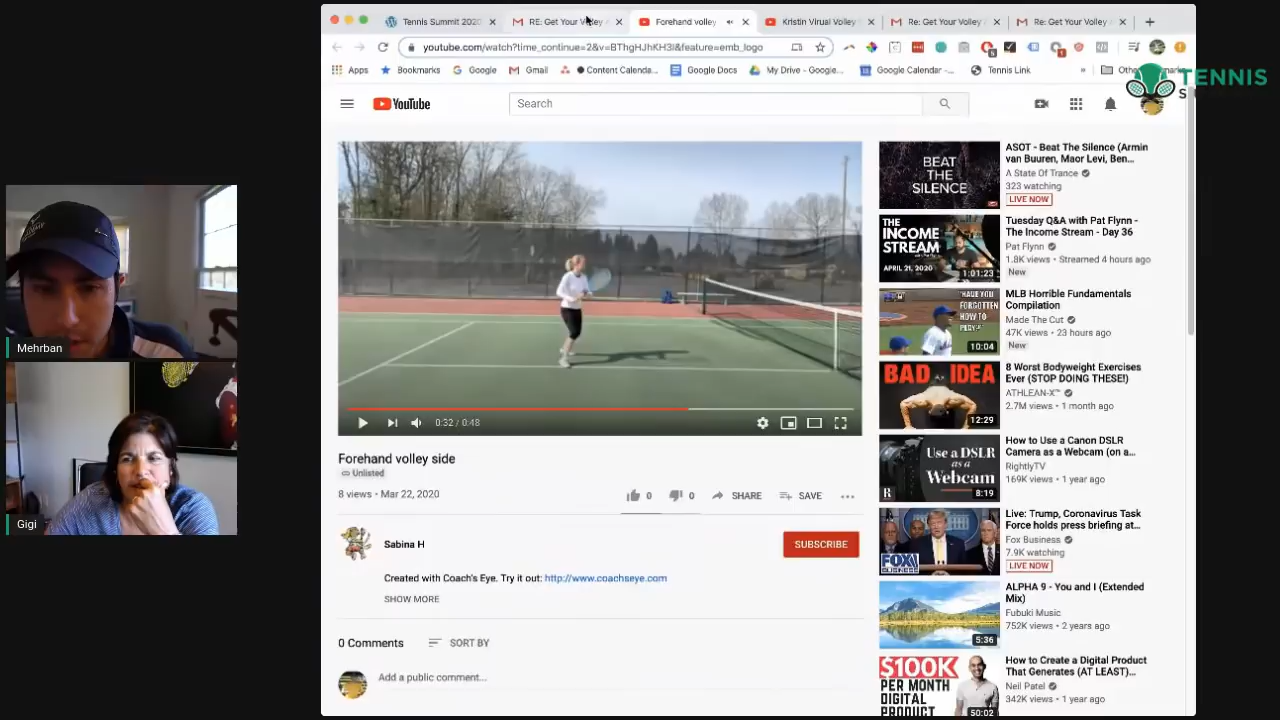 Tennis Summit 2020
RE: Get Your Volley
Forehand volley
Kristin Virual Volley
Re: Get Your Volley
Re: Get Your Volley
youtube.com/watch?time_continue=2&v=BThgHJhKH3I&feature=emb_logo
Apps
Bookmarks
Google
Gmail
Content Calenda...
Google Docs
My Drive - Google...
Google Calendar -...
Tennis Link
»
TENNIS
YouTube
Search
Mehrban
Gigi
0:32 / 0:48
Forehand volley side
Unlisted
8 views • Mar 22, 2020
0
0
SHARE
SAVE
Sabina H
SUBSCRIBE
Created with Coach's Eye. Try it out: http://www.coachseye.com
SHOW MORE
0 Comments
SORT BY
Add a public comment...
BEAT
THE
SILENCE
ASOT - Beat The Silence (Armin
van Buuren, Maor Levi, Ben...
A State Of Trance
323 watching
LIVE NOW
THE
INCOME
STREAM
APRIL 21, 2020
1:01:23
Tuesday Q&A with Pat Flynn -
The Income Stream - Day 36
Pat Flynn
1.8K views • Streamed 4 hours ago
New
HAVE YOU
FORGOTTEN
HOW TO
10:04
MLB Horrible Fundamentals
Compilation
Made The Cut
47K views • 23 hours ago
New
BAD IDEA
12:29
8 Worst Bodyweight Exercises
Ever (STOP DOING THESE!)
ATHLEAN-X™
2.7M views • 1 month ago
Use a DSLR
as a
Webcam
R
8:19
How to Use a Canon DSLR
Camera as a Webcam (on a...
RightlyTV
169K views • 1 year ago
FOX
BUSINESS
Live: Trump, Coronavirus Task
Force holds press briefing at...
Fox Business
7.9K watching
LIVE NOW
5:36
ALPHA 9 - You and I (Extended
Mix)
Fubuki Music
752K views • 2 years ago
$100K
PER MONTH
DIGITAL
PRODUCT
50:02
How to Create a Digital Product
That Generates (AT LEAST)...
Neil Patel
342K views • 1 year ago